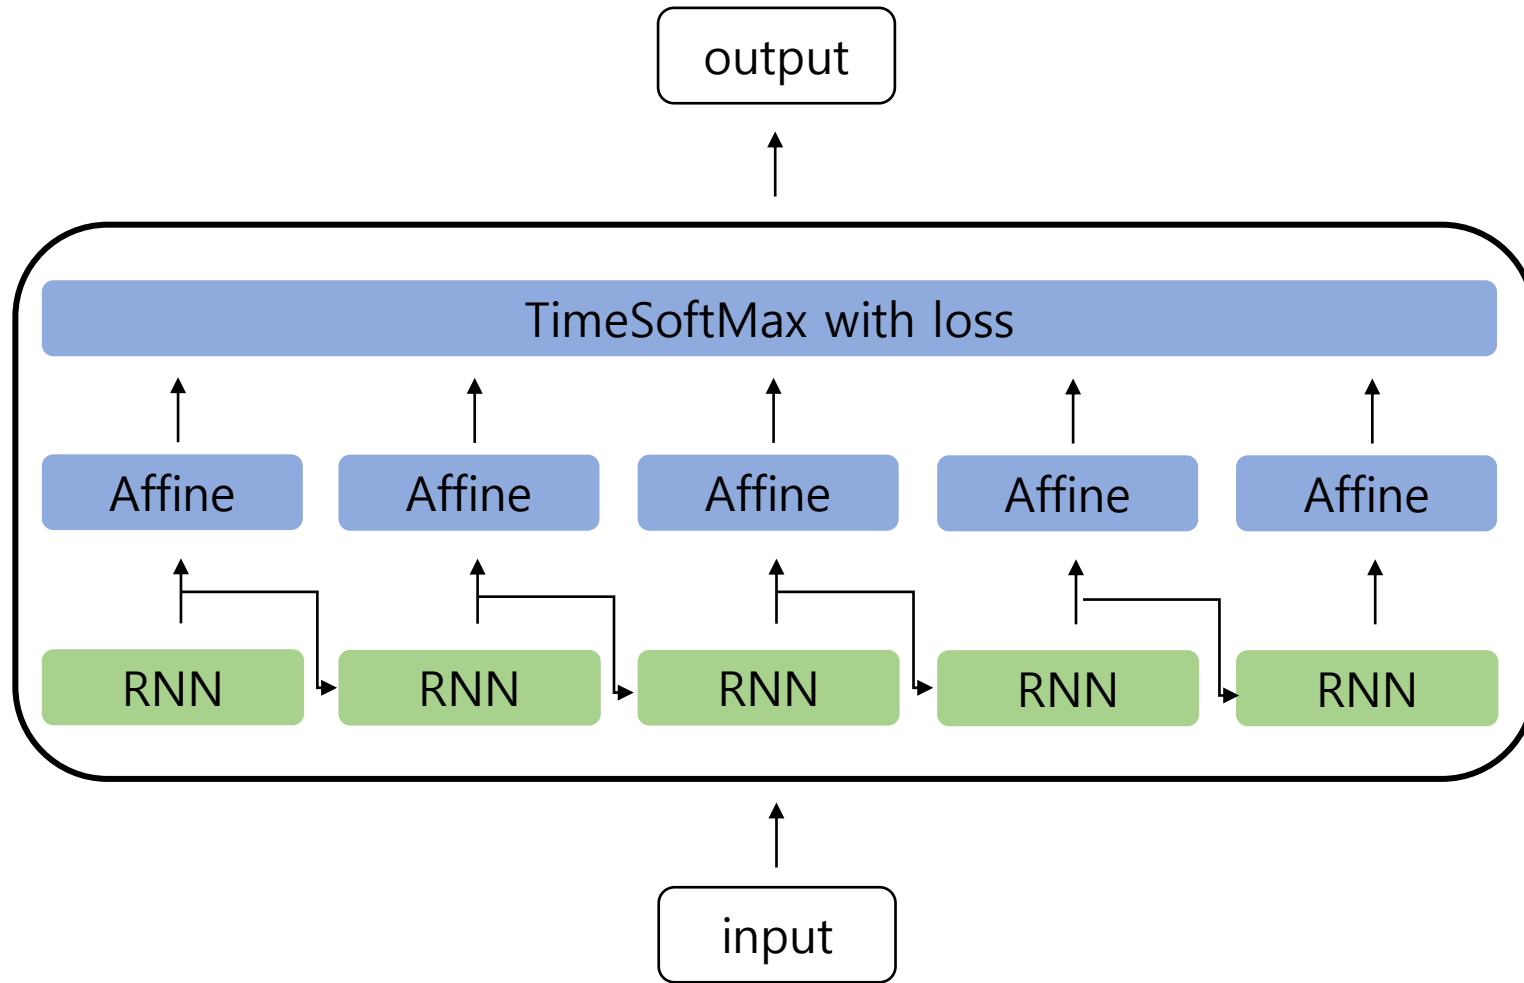 output
TimeSoftMax with loss
Affine Affine Affine Affine Affine
RNN RNN RNN RNN RNN
input